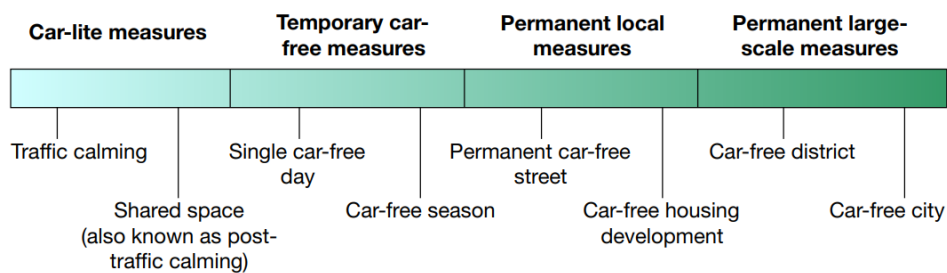 Car-lite measures
Temporary car-
free measures
Permanent local
measures
Permanent large-
scale measures
Traffic calming
Single car-free
day
Permanent car-free
street
Car-free district
Shared space
(also known as post-
traffic calming)
Car-free season
Car-free housing
development
Car-free city